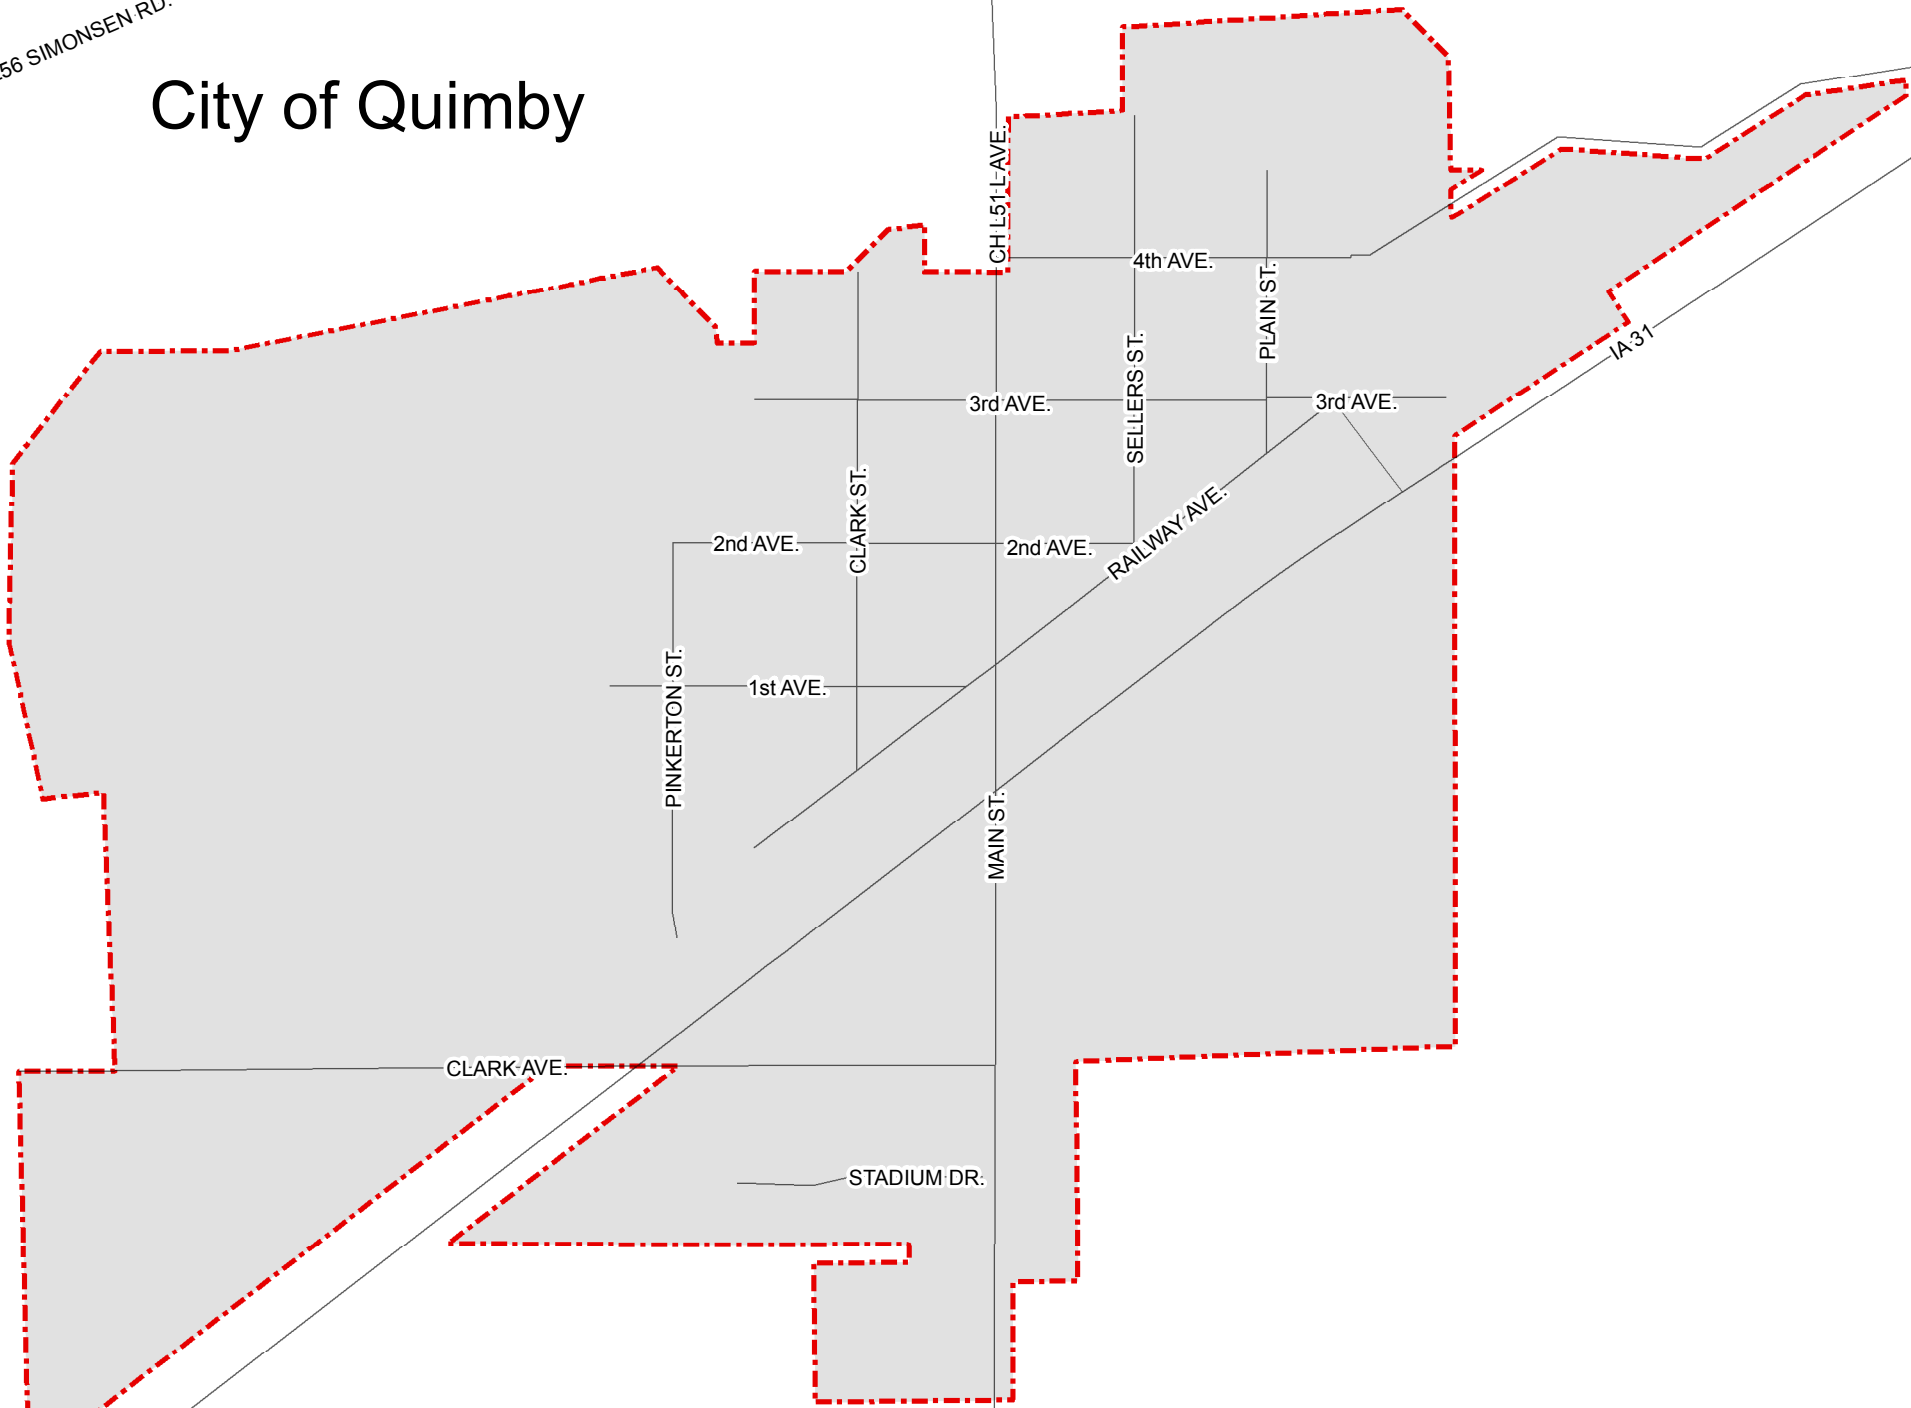 56 SIMONSEN RD.
City of Quimby
CH L51 L AVE.
4th AVE.
PLAIN ST.
IA 31
SELLERS ST.
3rd AVE.
3rd AVE.
CLARK ST.
RAILWAY AVE.
2nd AVE.
2nd AVE.
PINKERTON ST.
1st AVE.
MAIN ST.
CLARK AVE.
STADIUM DR.